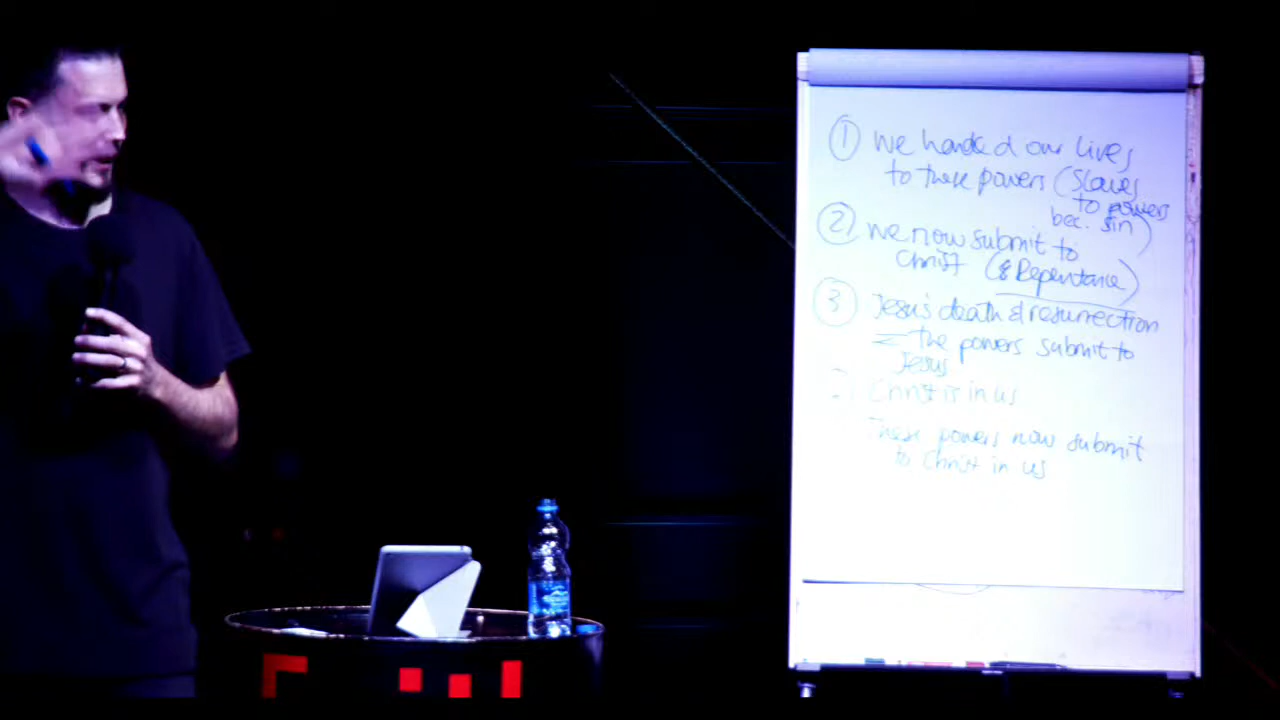 ① We handed our lives
to these powers (Slaves
to powers
bec. sin)
② We now submit to
Christ (& Repentance)
③ Jesus' death & resurrection
= The powers submit to
Jesus
Christ is in us
These powers now submit
to Christ in us